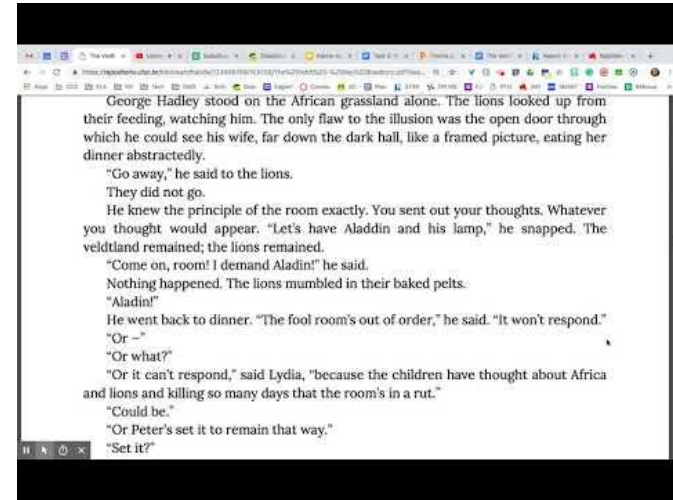 The Veldt
George Hadley stood on the African grassland alone. The lions looked up from
their feeding, watching him. The only flaw to the illusion was the open door through
which he could see his wife, far down the dark hall, like a framed picture, eating her
dinner abstractedly.
“Go away,” he said to the lions.
They did not go.
He knew the principle of the room exactly. You sent out your thoughts. Whatever
you thought would appear. “Let’s have Aladdin and his lamp,” he snapped. The
veldtland remained; the lions remained.
“Come on, room! I demand Aladin!” he said.
Nothing happened. The lions mumbled in their baked pelts.
“Aladin!”
He went back to dinner. “The fool room’s out of order,” he said. “It won’t respond.”
“Or –”
“Or what?”
“Or it can’t respond,” said Lydia, “because the children have thought about Africa
and lions and killing so many days that the room’s in a rut.”
“Could be.”
“Or Peter’s set it to remain that way.”
“Set it?”